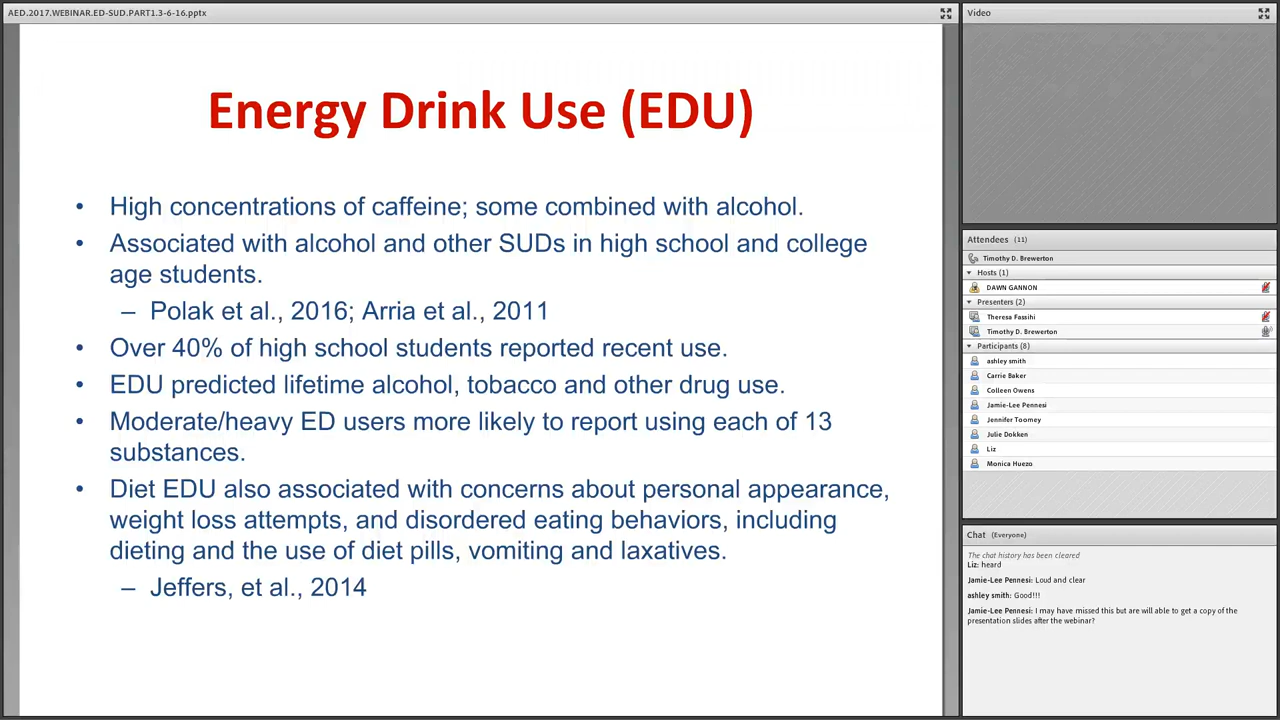 AED.2017.WEBINAR.ED-SUD.PART1.3-6-16.pptx
Energy Drink Use (EDU)
• High concentrations of caffeine; some combined with alcohol.
• Associated with alcohol and other SUDs in high school and college
age students.
– Polak et al., 2016; Arria et al., 2011
• Over 40% of high school students reported recent use.
• EDU predicted lifetime alcohol, tobacco and other drug use.
• Moderate/heavy ED users more likely to report using each of 13
substances.
• Diet EDU also associated with concerns about personal appearance,
weight loss attempts, and disordered eating behaviors, including
dieting and the use of diet pills, vomiting and laxatives.
– Jeffers, et al., 2014
Video
Attendees (11)
Timothy D. Brewerton
Hosts (1)
DAWN GANNON
Presenters (2)
Theresa Fassihi
Timothy D. Brewerton
Participants (8)
ashley smith
Carrie Baker
Colleen Owens
Jamie-Lee Pennesi
Jennifer Toomey
Julie Dokken
Liz
Monica Huezo
Chat (Everyone)
The chat history has been cleared
Liz: heard
Jamie-Lee Pennesi: Loud and clear
ashley smith: Good!!!
Jamie-Lee Pennesi: I may have missed this but are will able to get a copy of the
presentation slides after the webinar?